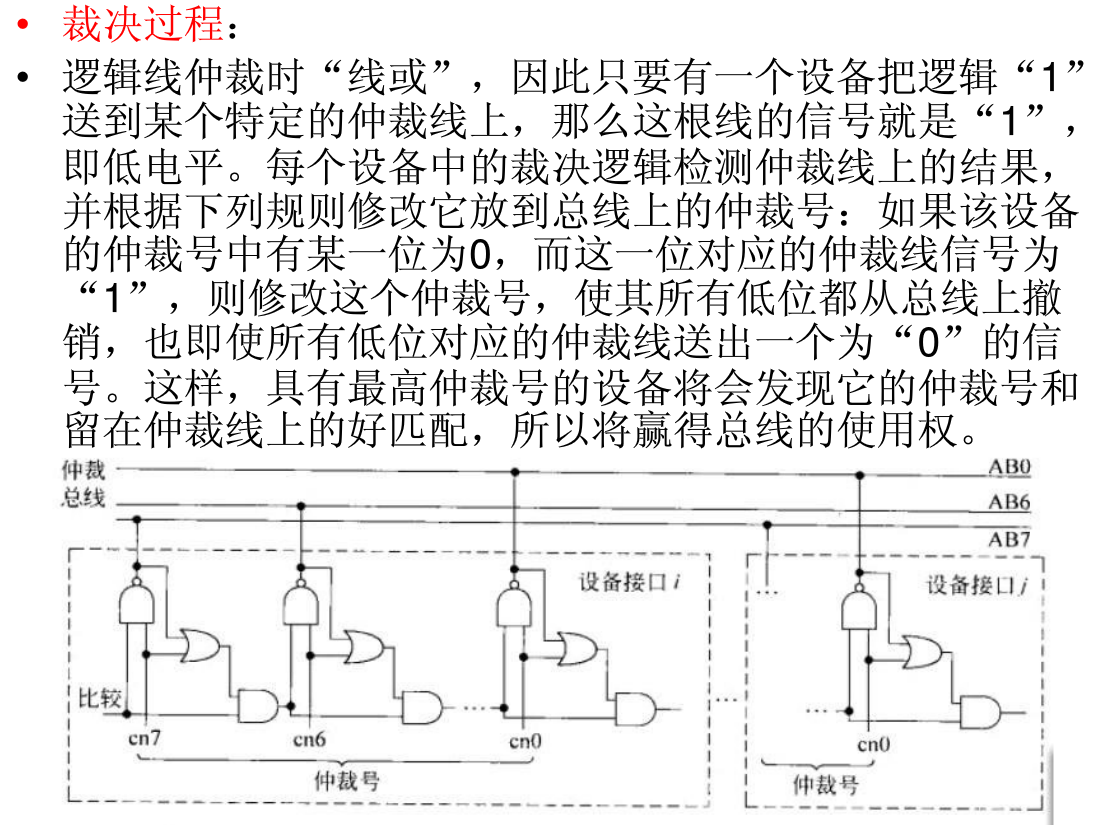 • 裁决过程：
• 逻辑线仲裁时“线或”，因此只要有一个设备把逻辑“1”
送到某个特定的仲裁线上，那么这根线的信号就是“1”，
即低电平。每个设备中的裁决逻辑检测仲裁线上的结果，
并根据下列规则修改它放到总线上的仲裁号：如果该设备
的仲裁号中有某一位为0，而这一位对应的仲裁线信号为
“1”，则修改这个仲裁号，使其所有低位都从总线上撤
销，也即使所有低位对应的仲裁线送出一个为“0”的信
号。这样，具有最高仲裁号的设备将会发现它的仲裁号和
留在仲裁线上的好匹配，所以将赢得总线的使用权。
仲裁 AB0
总线 AB6
AB7
设备接口 i 设备接口 j
… 
比较 …… … ……
cn7 cn6 cn0 cn0
仲裁号 仲裁号